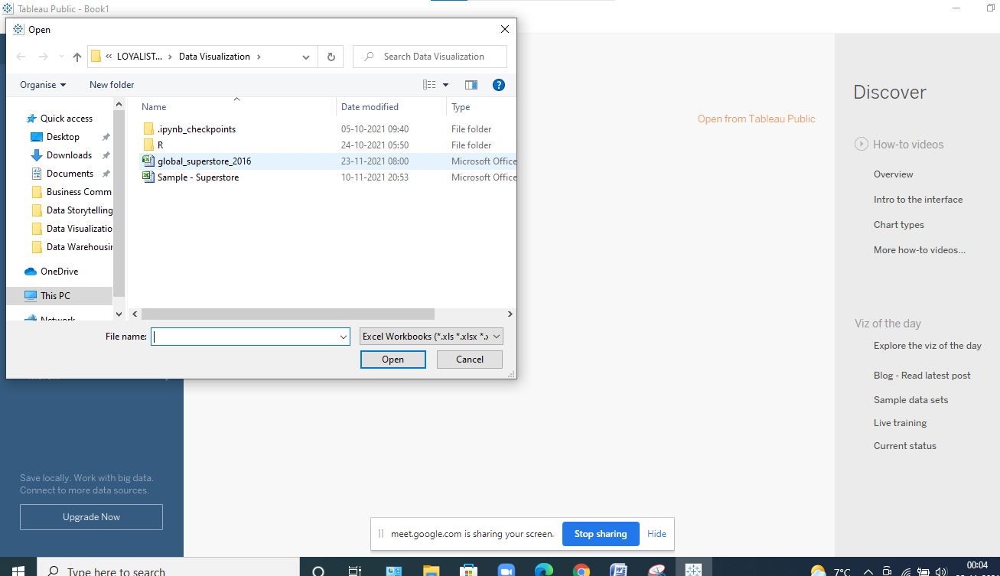 Tableau Public - Book1
Open
« LOYALIST... › Data Visualization ›
Search Data Visualization
Organise
New folder
Name
Date modified
Type
Quick access
Desktop
Downloads
Documents
Business Comm
Data Storytelling
Data Visualizatio
Data Warehousin
OneDrive
This PC
Network
.ipynb_checkpoints 05-10-2021 09:40 File folder
R 24-10-2021 05:50 File folder
global_superstore_2016 23-11-2021 08:00 Microsoft Office
Sample - Superstore 10-11-2021 20:53 Microsoft Office
File name:
Excel Workbooks (*.xls *.xlsx *.x
Open
Cancel
Open from Tableau Public
Discover
How-to videos
Overview
Intro to the interface
Chart types
More how-to videos...
Viz of the day
Explore the viz of the day
Blog - Read latest post
Sample data sets
Live training
Current status
Save locally. Work with big data.
Connect to more data sources.
Upgrade Now
meet.google.com is sharing your screen.
Stop sharing
Hide
Type here to search
7°C
00:04